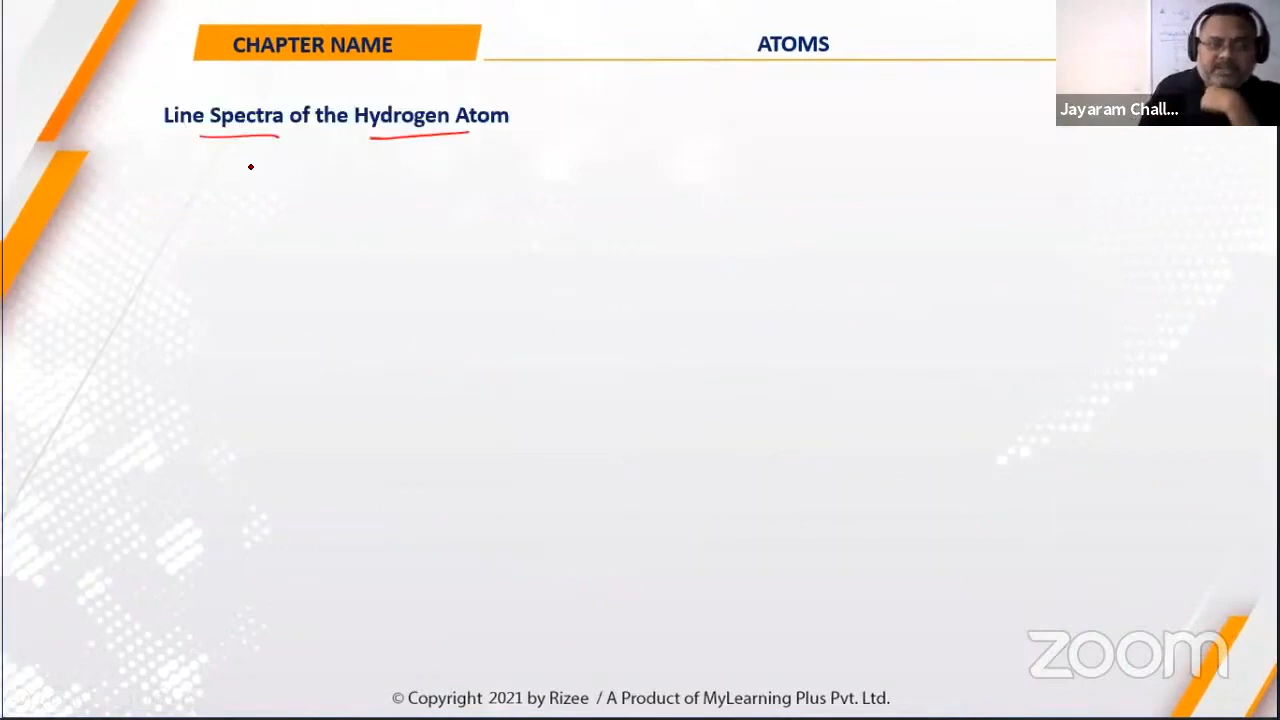 CHAPTER NAME
ATOMS
Jayaram Chall...
Line Spectra of the Hydrogen Atom
zoom
© Copyright 2021 by Rizee / A Product of MyLearning Plus Pvt. Ltd.